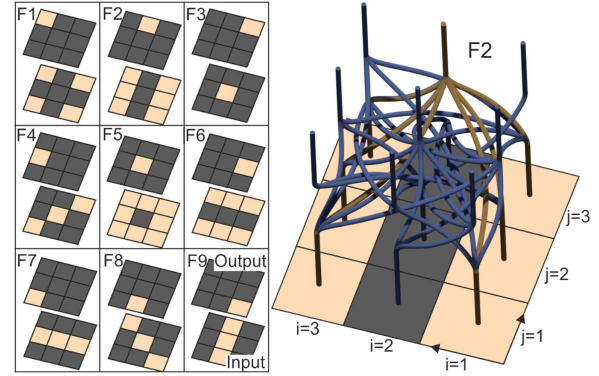 F1
F2
F3
F4
F5
F6
F7
F8
F9 Output
Input
F2
j=3
j=2
j=1
i=3
i=2
i=1